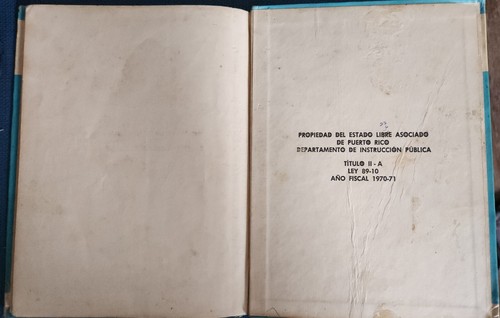 PROPIEDAD DEL ESTADO LIBRE ASOCIADO
DE PUERTO RICO
DEPARTAMENTO DE INSTRUCCIÓN PÚBLICA
TÍTULO II - A
LEY 89-10
AÑO FISCAL 1970-71